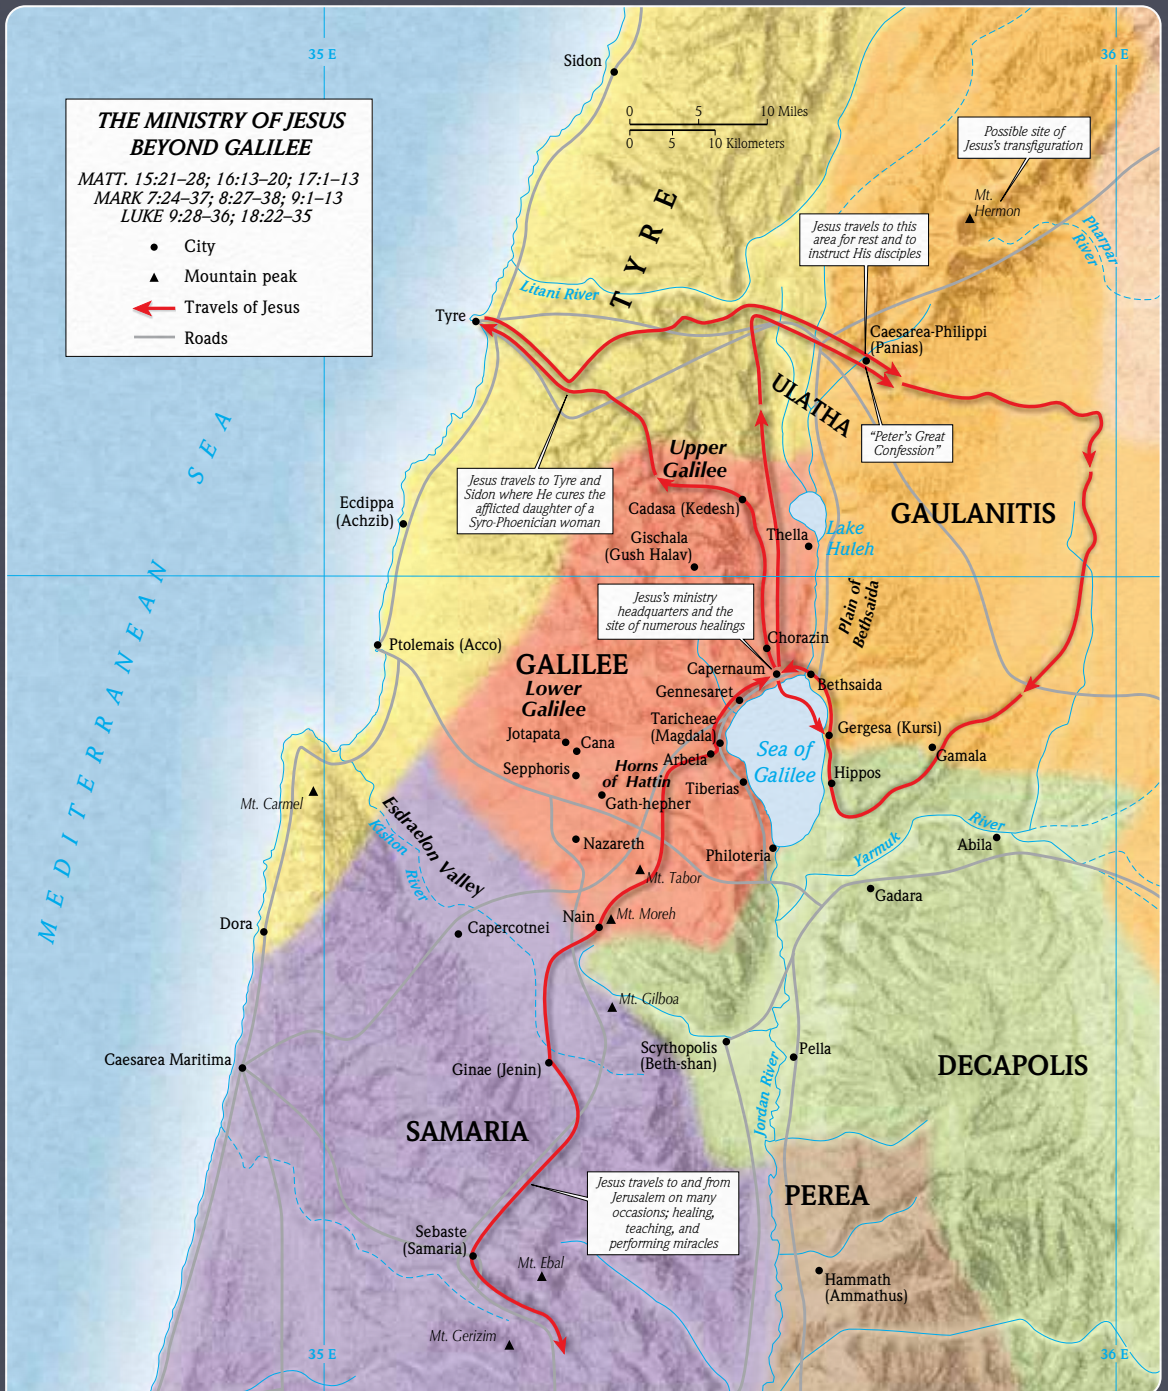 35 E
36 E
Sidon
0 5 10 Miles
0 5 10 Kilometers
THE MINISTRY OF JESUS
BEYOND GALILEE
MATT. 15:21–28; 16:13–20; 17:1–13
MARK 7:24–37; 8:27–38; 9:1–13
LUKE 9:28–36; 18:22–35
City
Mountain peak
Travels of Jesus
Roads
Possible site of
Jesus's transfiguration
Mt.
Hermon
Pharpar
River
Jesus travels to this
area for rest and to
instruct His disciples
TYRE
Litani River
Tyre
Caesarea-Philippi
(Panias)
ULATHA
"Peter's Great
Confession"
Upper
Galilee
Jesus travels to Tyre and
Sidon where He cures the
afflicted daughter of a
Syro-Phoenician woman
Ecdippa
(Achzib)
Cadasa (Kedesh)
GAULANITIS
Gischala
(Gush Halav)
Thella
Lake
Huleh
MEDITERRANEAN SEA
Jesus's ministry
headquarters and the
site of numerous healings
Plain of
Bethsaida
Ptolemais (Acco)
Chorazin
GALILEE
Lower
Galilee
Capernaum
Bethsaida
Gennesaret
Taricheae
(Magdala)
Gergesa (Kursi)
Jotapata
Cana
Arbela
Sea of
Galilee
Gamala
Sepphoris
Horns
of Hattin
Hippos
Tiberias
Mt. Carmel
Gath-hepher
Esdraelon Valley
Kishon
River
Nazareth
Philoteria
Yarmuk
River
Abila
Mt. Tabor
Gadara
Dora
Nain
Mt. Moreh
Capercotnei
Mt. Gilboa
Caesarea Maritima
Ginae (Jenin)
Scythopolis
(Beth-shan)
Pella
Jordan River
DECAPOLIS
SAMARIA
Jesus travels to and from
Jerusalem on many
occasions; healing,
teaching, and
performing miracles
PEREA
Sebaste
(Samaria)
Mt. Ebal
Hammath
(Ammathus)
Mt. Gerizim
35 E
36 E